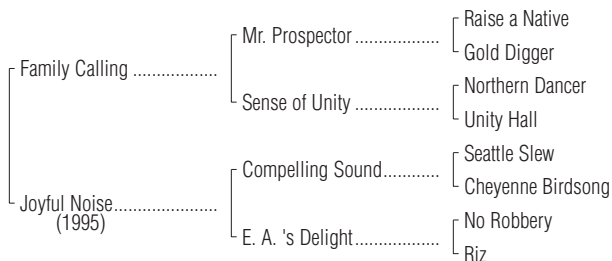 Raise a Native
Mr. Prospector ..................
Gold Digger
Family Calling ..................
Northern Dancer
Sense of Unity ..................
Unity Hall
Seattle Slew
Compelling Sound............
Cheyenne Birdsong
Joyful Noise......................
(1995)
No Robbery
E. A. 's Delight..................
Riz